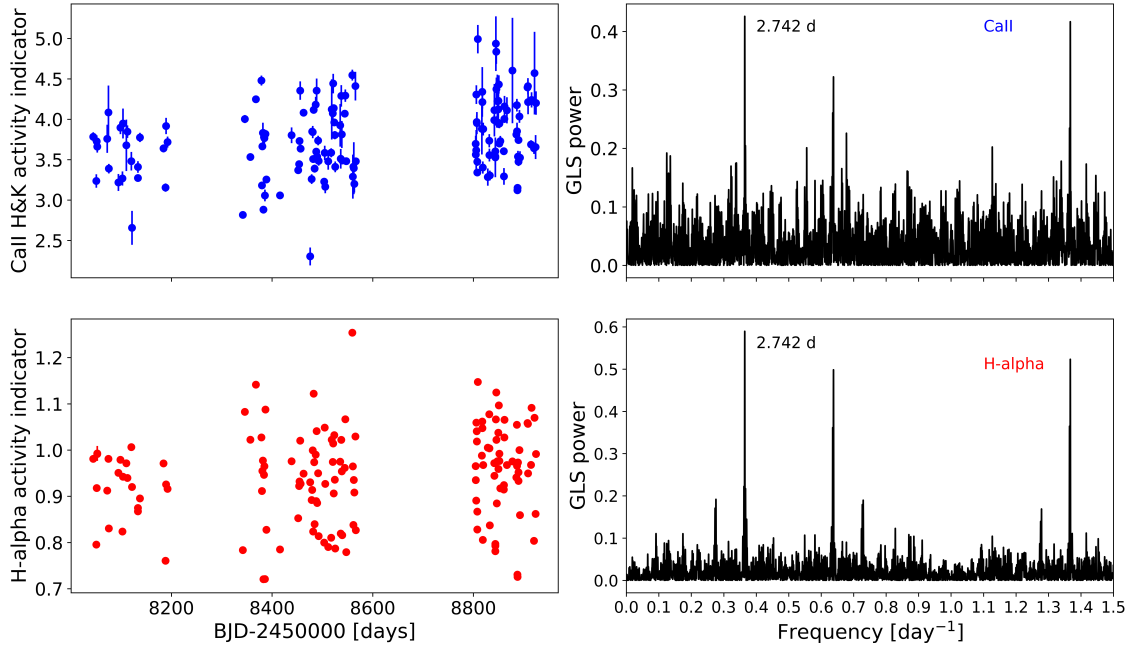 CaII H&K activity indicator
5.0
4.5
4.0
3.5
3.0
2.5
GLS power
0.4
0.3
0.2
0.1
0.0
2.742 d
CaII
H-alpha activity indicator
1.2
1.1
1.0
0.9
0.8
0.7
8200 8400 8600 8800
BJD-2450000 [days]
GLS power
0.6
0.5
0.4
0.3
0.2
0.1
0.0
2.742 d
H-alpha
0.0 0.1 0.2 0.3 0.4 0.5 0.6 0.7 0.8 0.9 1.0 1.1 1.2 1.3 1.4 1.5
Frequency [day⁻¹]